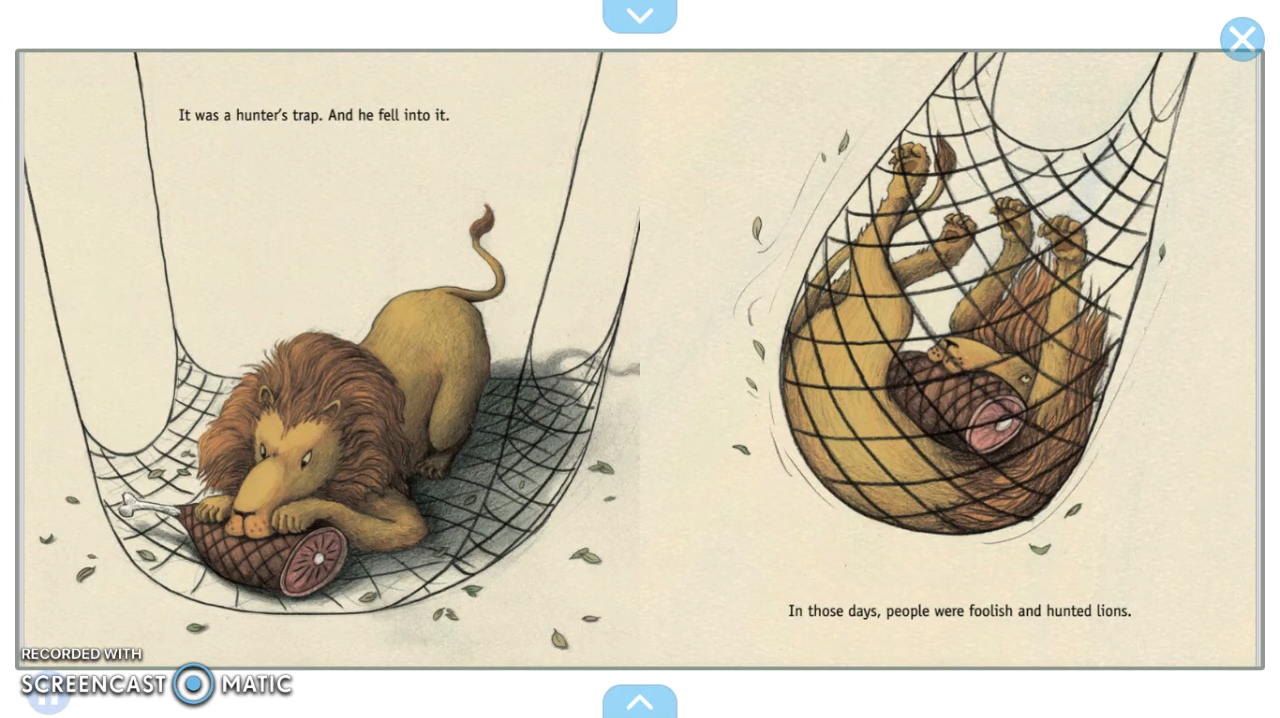 It was a hunter's trap. And he fell into it.
In those days, people were foolish and hunted lions.
RECORDED WITH
SCREENCAST MATIC